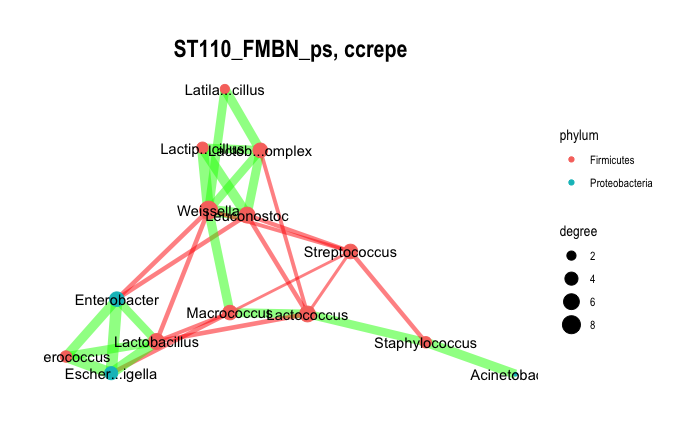 ST110_FMBN_ps, ccrepe
Latila...cillus
Lactip...cillus
Lactob...omplex
Weissella
Leuconostoc
Streptococcus
Enterobacter
Macrococcus
Lactococcus
Lactobacillus
Staphylococcus
erococcus
Escher...igella
Acinetobac
phylum
Firmicutes
Proteobacteria
degree
2
4
6
8